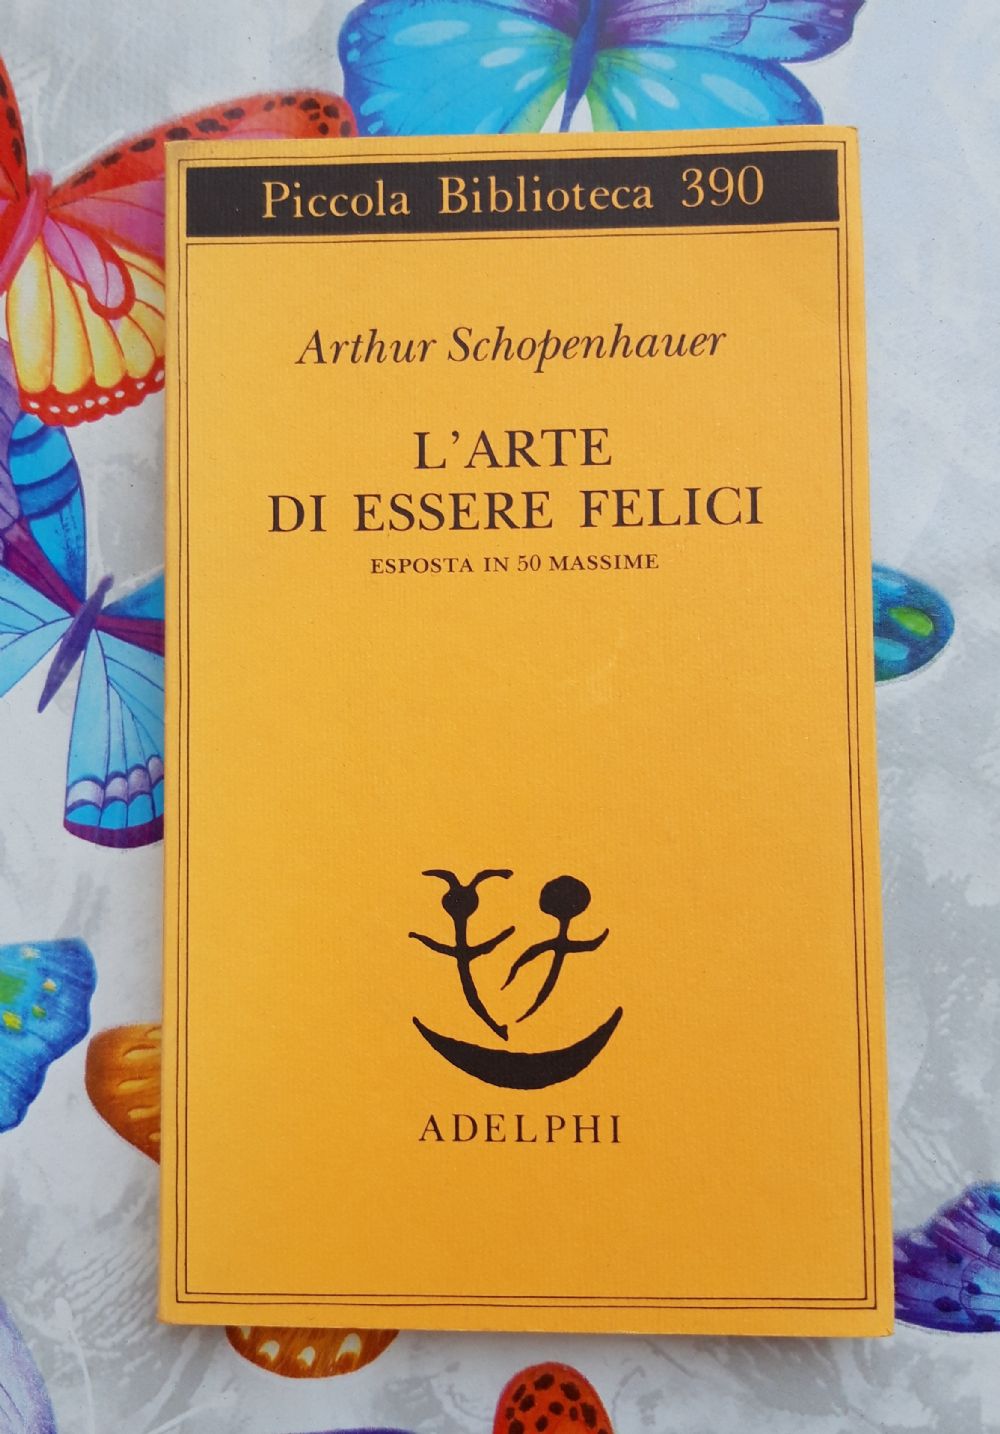 Piccola Biblioteca 390
Arthur Schopenhauer
L'ARTE
DI ESSERE FELICI
ESPOSTA IN 50 MASSIME
ADELPHI